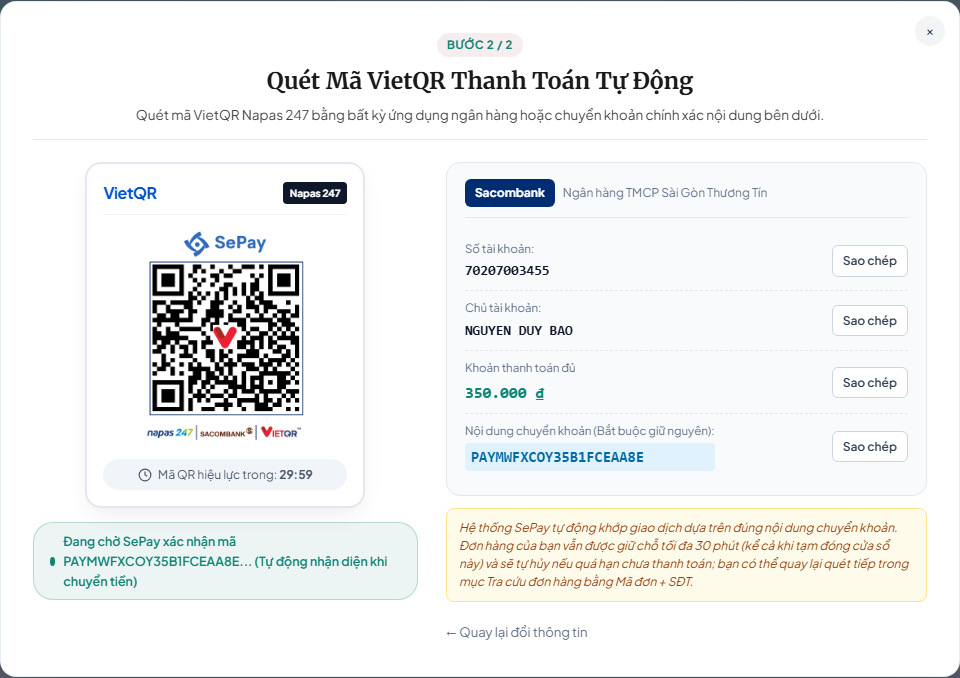 ×
BƯỚC 2 / 2
Quét Mã VietQR Thanh Toán Tự Động
Quét mã VietQR Napas 247 bằng bất kỳ ứng dụng ngân hàng hoặc chuyển khoản chính xác nội dung bên dưới.
VietQR
Napas 247
SePay
napas 247 | SACOMBANK | VIETQR™
Mã QR hiệu lực trong: 29:59
Đang chờ SePay xác nhận mã
PAYMWFXCOY35B1FCEAA8E... (Tự động nhận diện khi
chuyển tiền)
Sacombank
Ngân hàng TMCP Sài Gòn Thương Tín
Số tài khoản:
70207003455
Sao chép
Chủ tài khoản:
NGUYEN DUY BAO
Sao chép
Khoản thanh toán đủ
350.000 đ
Sao chép
Nội dung chuyển khoản (Bắt buộc giữ nguyên):
PAYMWFXCOY35B1FCEAA8E
Sao chép
Hệ thống SePay tự động khớp giao dịch dựa trên đúng nội dung chuyển khoản.
Đơn hàng của bạn vẫn được giữ chỗ tối đa 30 phút (kể cả khi tạm đóng cửa sổ
này) và sẽ tự hủy nếu quá hạn chưa thanh toán; bạn có thể quay lại quét tiếp trong
mục Tra cứu đơn hàng bằng Mã đơn + SĐT.
← Quay lại đổi thông tin